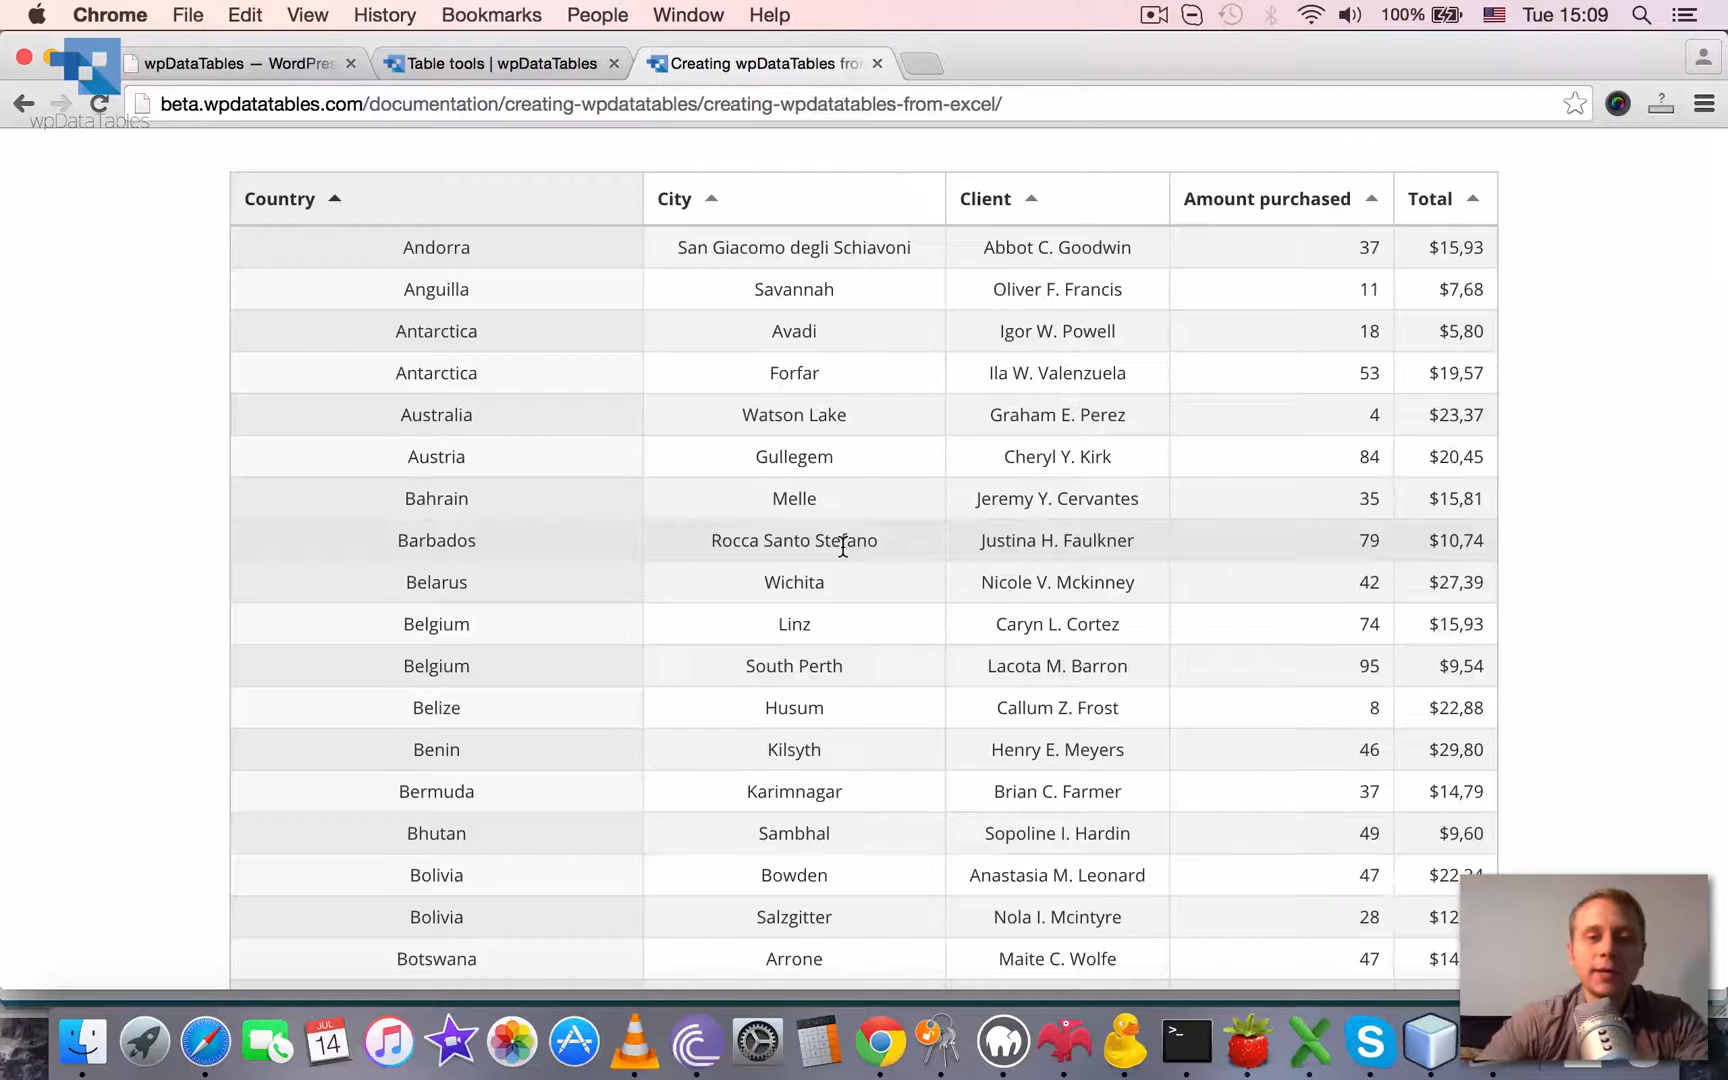 Chrome File Edit View History Bookmarks People Window Help 100% Tue 15:09
wpDataTables — WordPres Table tools | wpDataTables Creating wpDataTables fro
beta.wpdatatables.com/documentation/creating-wpdatatables/creating-wpdatatables-from-excel/
wpDataTables
Country City Client Amount purchased Total
Andorra San Giacomo degli Schiavoni Abbot C. Goodwin 37 $15,93
Anguilla Savannah Oliver F. Francis 11 $7,68
Antarctica Avadi Igor W. Powell 18 $5,80
Antarctica Forfar Ila W. Valenzuela 53 $19,57
Australia Watson Lake Graham E. Perez 4 $23,37
Austria Gullegem Cheryl Y. Kirk 84 $20,45
Bahrain Melle Jeremy Y. Cervantes 35 $15,81
Barbados Rocca Santo Stefano Justina H. Faulkner 79 $10,74
Belarus Wichita Nicole V. Mckinney 42 $27,39
Belgium Linz Caryn L. Cortez 74 $15,93
Belgium South Perth Lacota M. Barron 95 $9,54
Belize Husum Callum Z. Frost 8 $22,88
Benin Kilsyth Henry E. Meyers 46 $29,80
Bermuda Karimnagar Brian C. Farmer 37 $14,79
Bhutan Sambhal Sopoline I. Hardin 49 $9,60
Bolivia Bowden Anastasia M. Leonard 47 $22
Bolivia Salzgitter Nola I. Mcintyre 28 $12
Botswana Arrone Maite C. Wolfe 47 $14
JUL
14